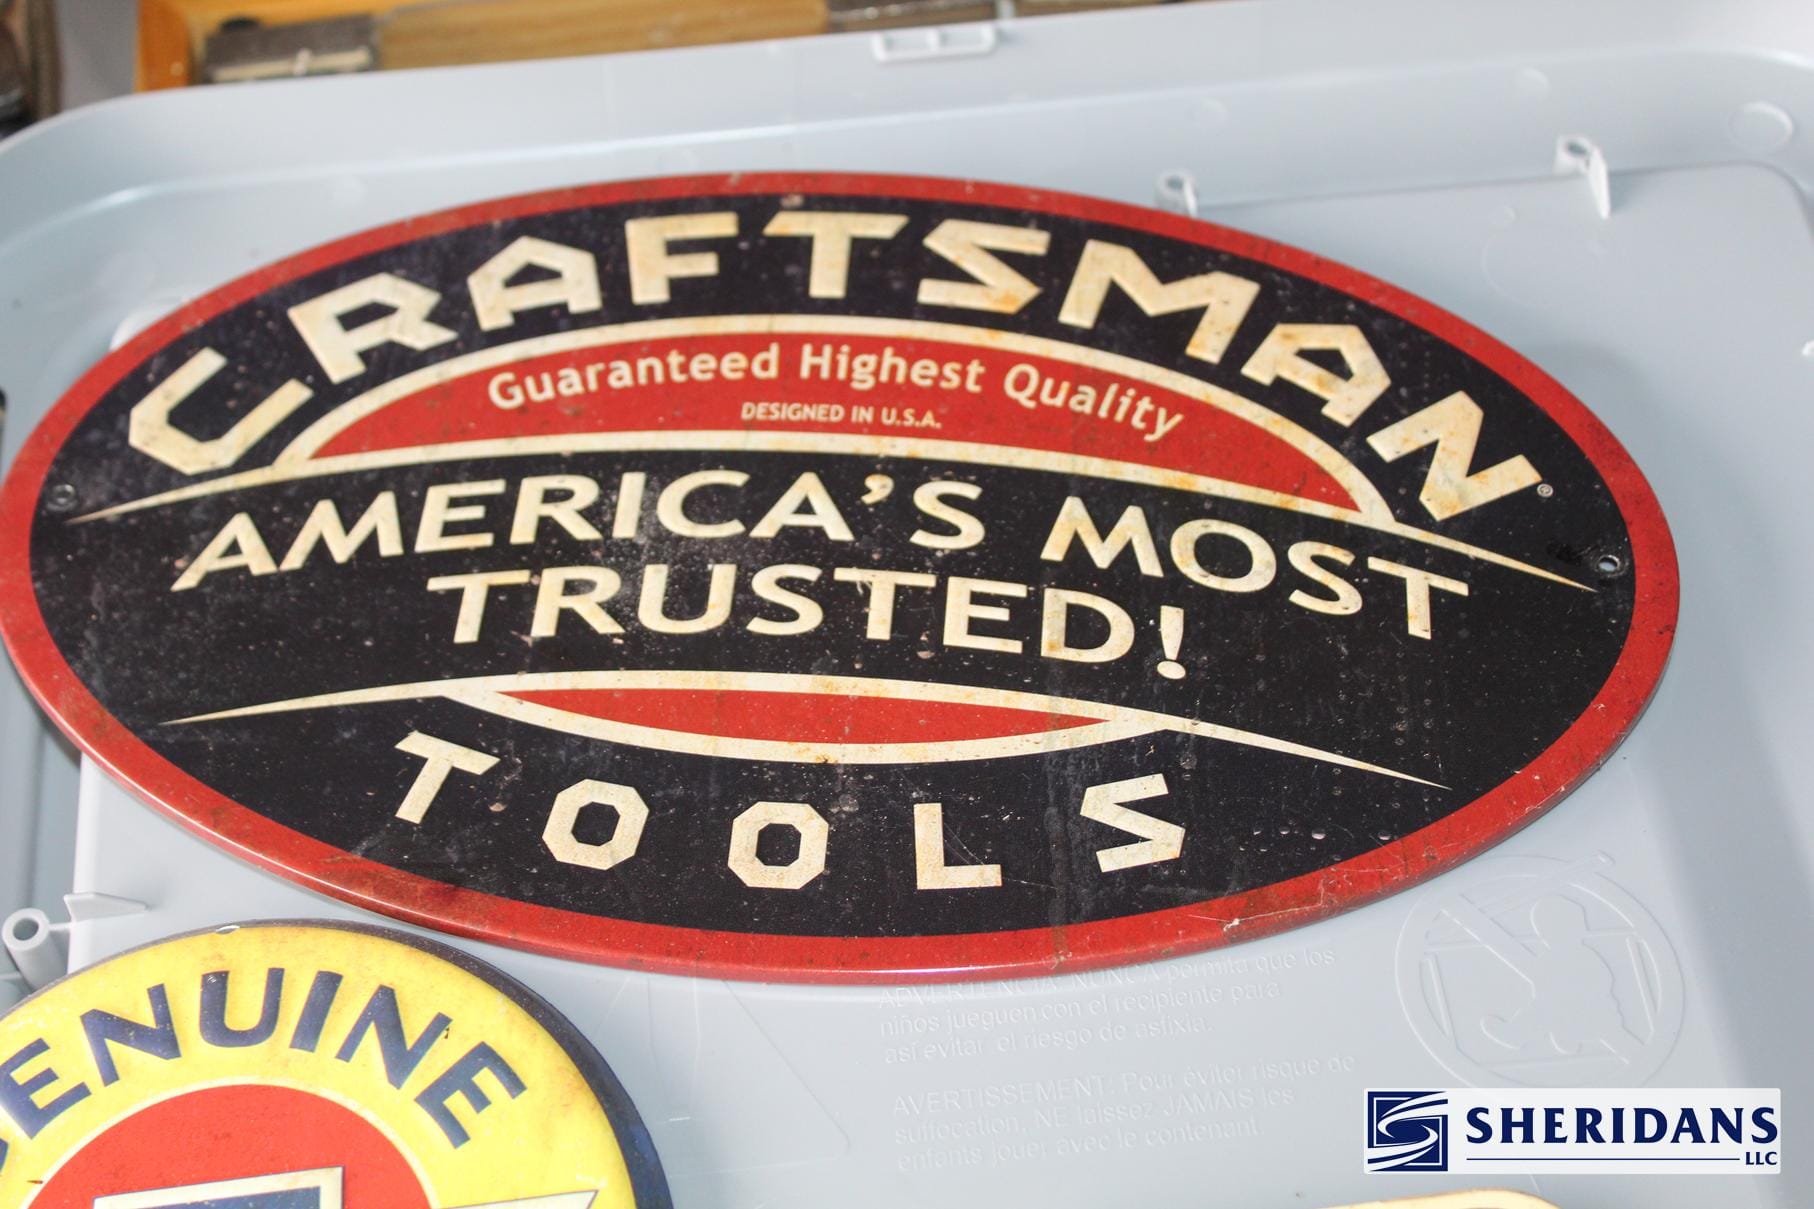 CRAFTSMAN®
Guaranteed Highest Quality
DESIGNED IN U.S.A.
AMERICA'S MOST
TRUSTED!
TOOLS
GENUINE
ADVERTENCIA: NUNCA permita que los
niños jueguen con el recipiente para
así evitar el riesgo de asfixia.
AVERTISSEMENT: Pour éviter risque de
suffocation, NE laissez JAMAIS les
enfants jouer avec le contenant.
SHERIDANS
LLC